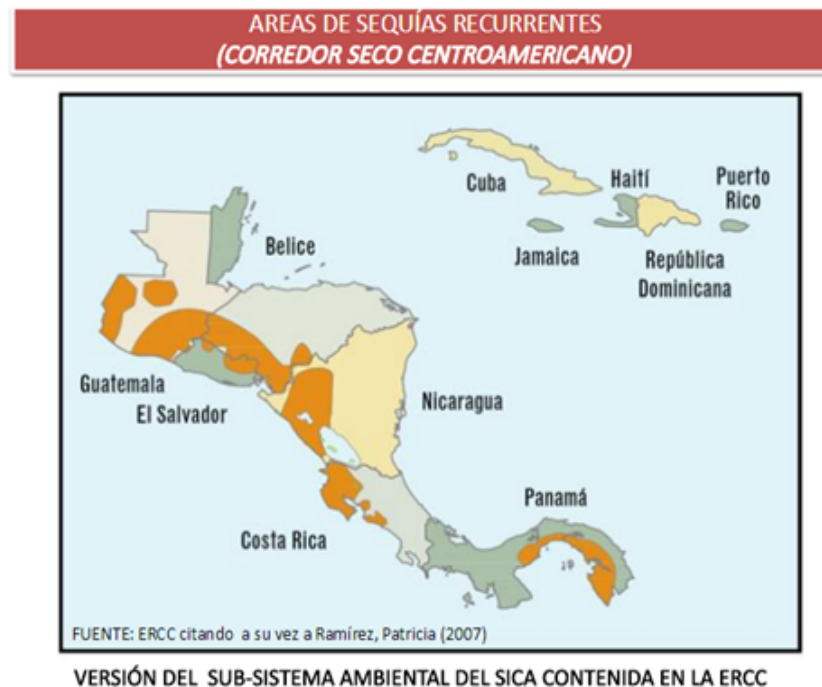 AREAS DE SEQUÍAS RECURRENTES
(CORREDOR SECO CENTROAMERICANO)
Cuba
Haití
Puerto
Rico
Belice
Jamaica
República
Dominicana
Guatemala
El Salvador
Nicaragua
Panamá
Costa Rica
FUENTE: ERCC citando a su vez a Ramírez, Patricia (2007)
VERSIÓN DEL SUB-SISTEMA AMBIENTAL DEL SICA CONTENIDA EN LA ERCC